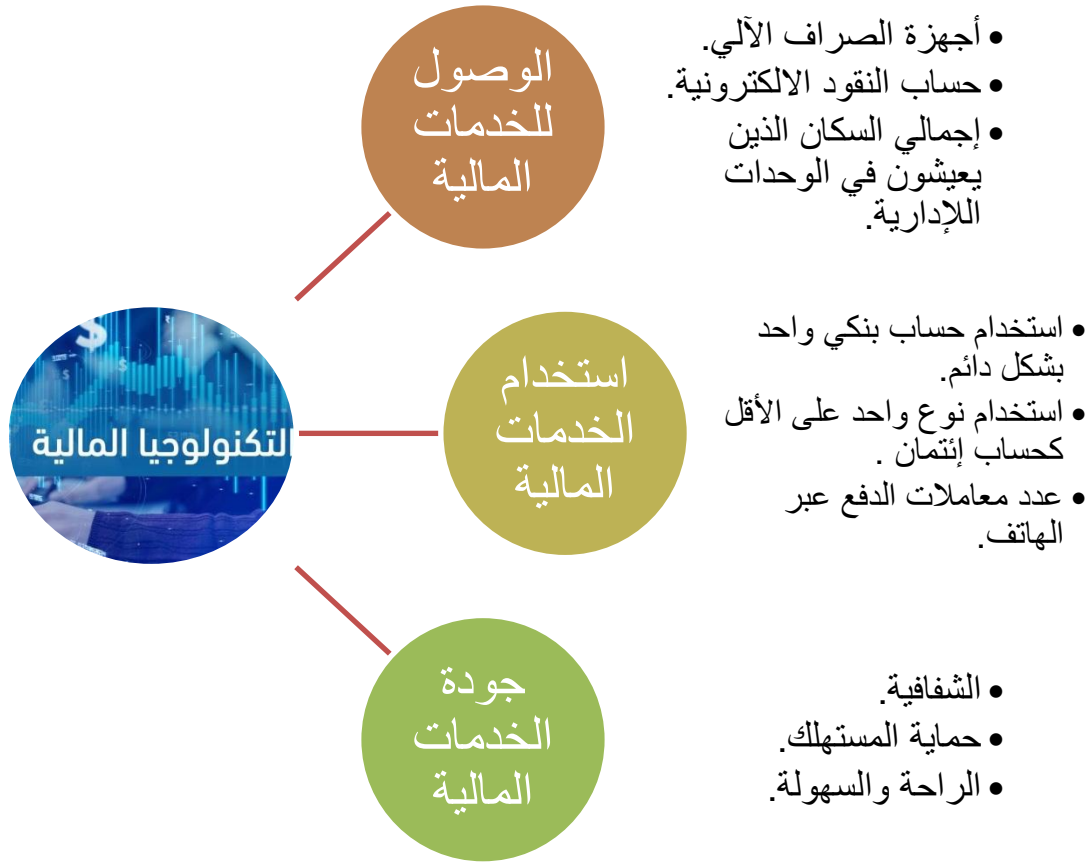 الوصول
للخدمات
المالية
• أجهزة الصراف الآلي.
• حساب النقود الالكترونية.
• إجمالي السكان الذين
يعيشون في الوحدات
اللإدارية.
التكنولوجيا المالية
$
$
$
استخدام
الخدمات
المالية
• استخدام حساب بنكي واحد
بشكل دائم.
• استخدام نوع واحد على الأقل
كحساب إئتمان .
• عدد معاملات الدفع عبر
الهاتف.
جودة
الخدمات
المالية
• الشفافية.
• حماية المستهلك.
• الراحة والسهولة.